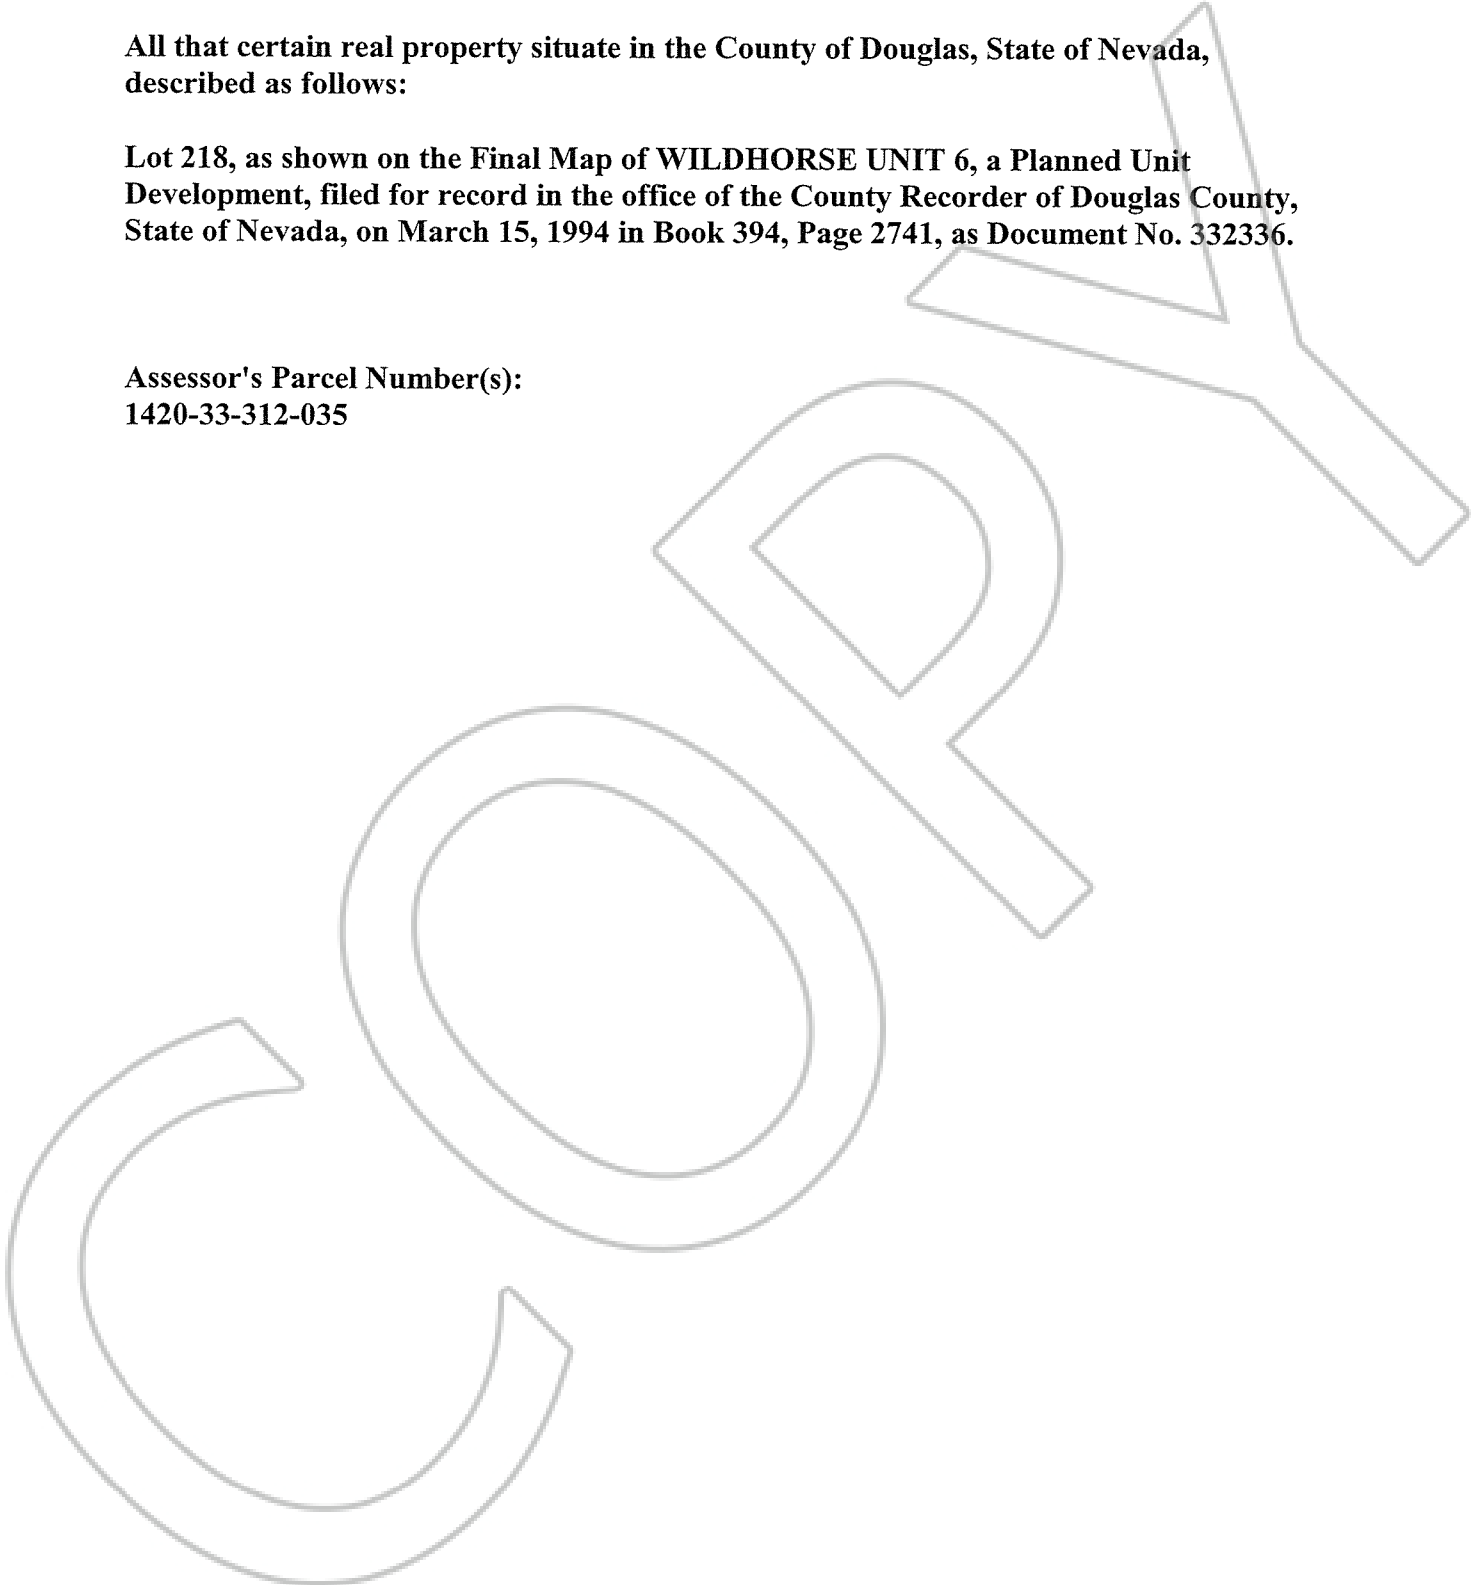 All that certain real property situate in the County of Douglas, State of Nevada,
described as follows:
Lot 218, as shown on the Final Map of WILDHORSE UNIT 6, a Planned Unit
Development, filed for record in the office of the County Recorder of Douglas County,
State of Nevada, on March 15, 1994 in Book 394, Page 2741, as Document No. 332336.
Assessor's Parcel Number(s):
1420-33-312-035
COPY